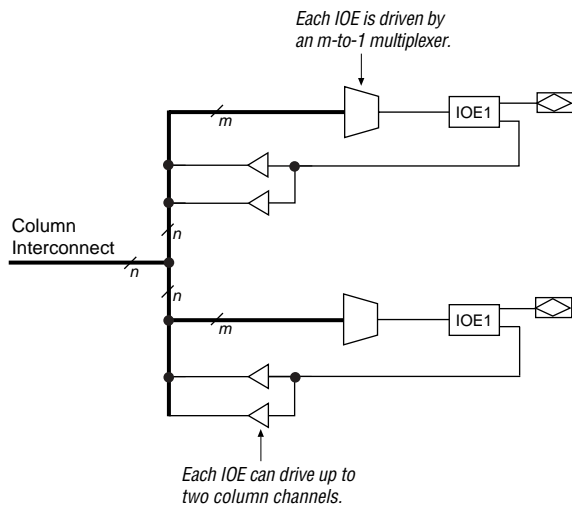 Each IOE is driven by
an m-to-1 multiplexer.
m
IOE1
Column
Interconnect
n
n
n
m
IOE1
Each IOE can drive up to
two column channels.